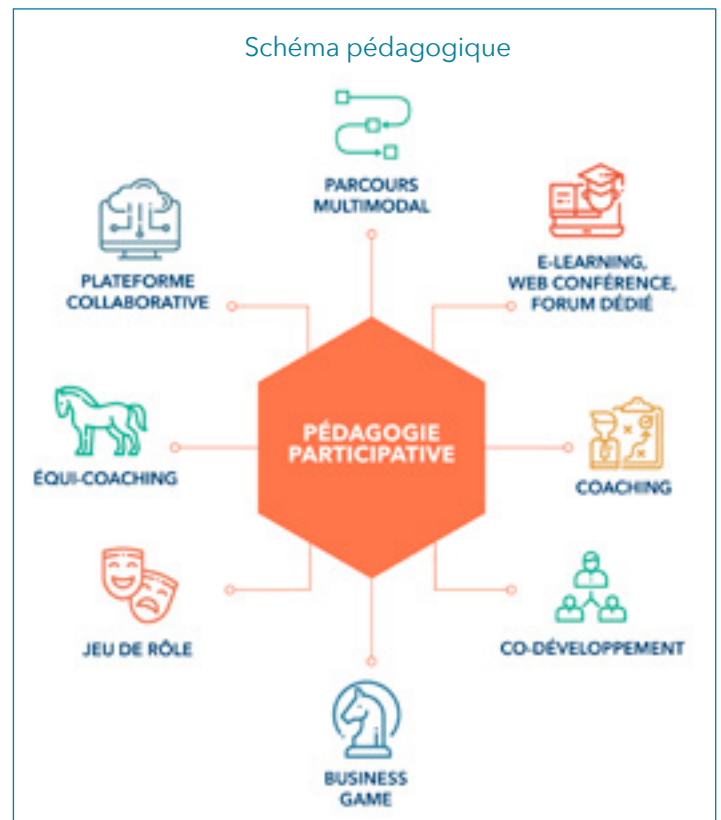 Schéma pédagogique
PARCOURS
MULTIMODAL
PLATEFORME
COLLABORATIVE
E-LEARNING,
WEB CONFÉRENCE,
FORUM DÉDIÉ
PÉDAGOGIE
PARTICIPATIVE
ÉQUI-COACHING
COACHING
JEU DE RÔLE
CO-DÉVELOPPEMENT
BUSINESS
GAME